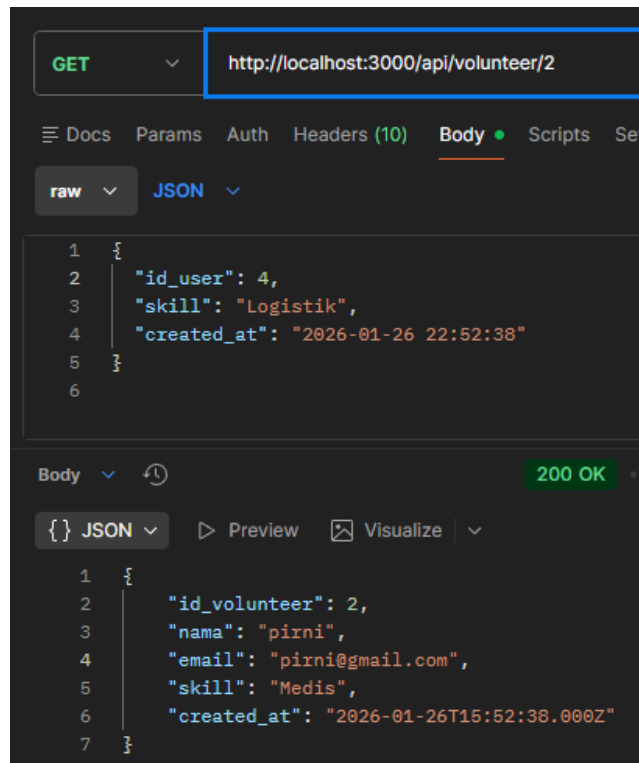 GET http://localhost:3000/api/volunteer/2
Docs Params Auth Headers (10) Body Scripts Se
raw JSON
1 {
2 "id_user": 4,
3 "skill": "Logistik",
4 "created_at": "2026-01-26 22:52:38"
5 }
6
Body 200 OK
{} JSON Preview Visualize
1 {
2 "id_volunteer": 2,
3 "nama": "pirni",
4 "email": "pirni@gmail.com",
5 "skill": "Medis",
6 "created_at": "2026-01-26T15:52:38.000Z"
7 }